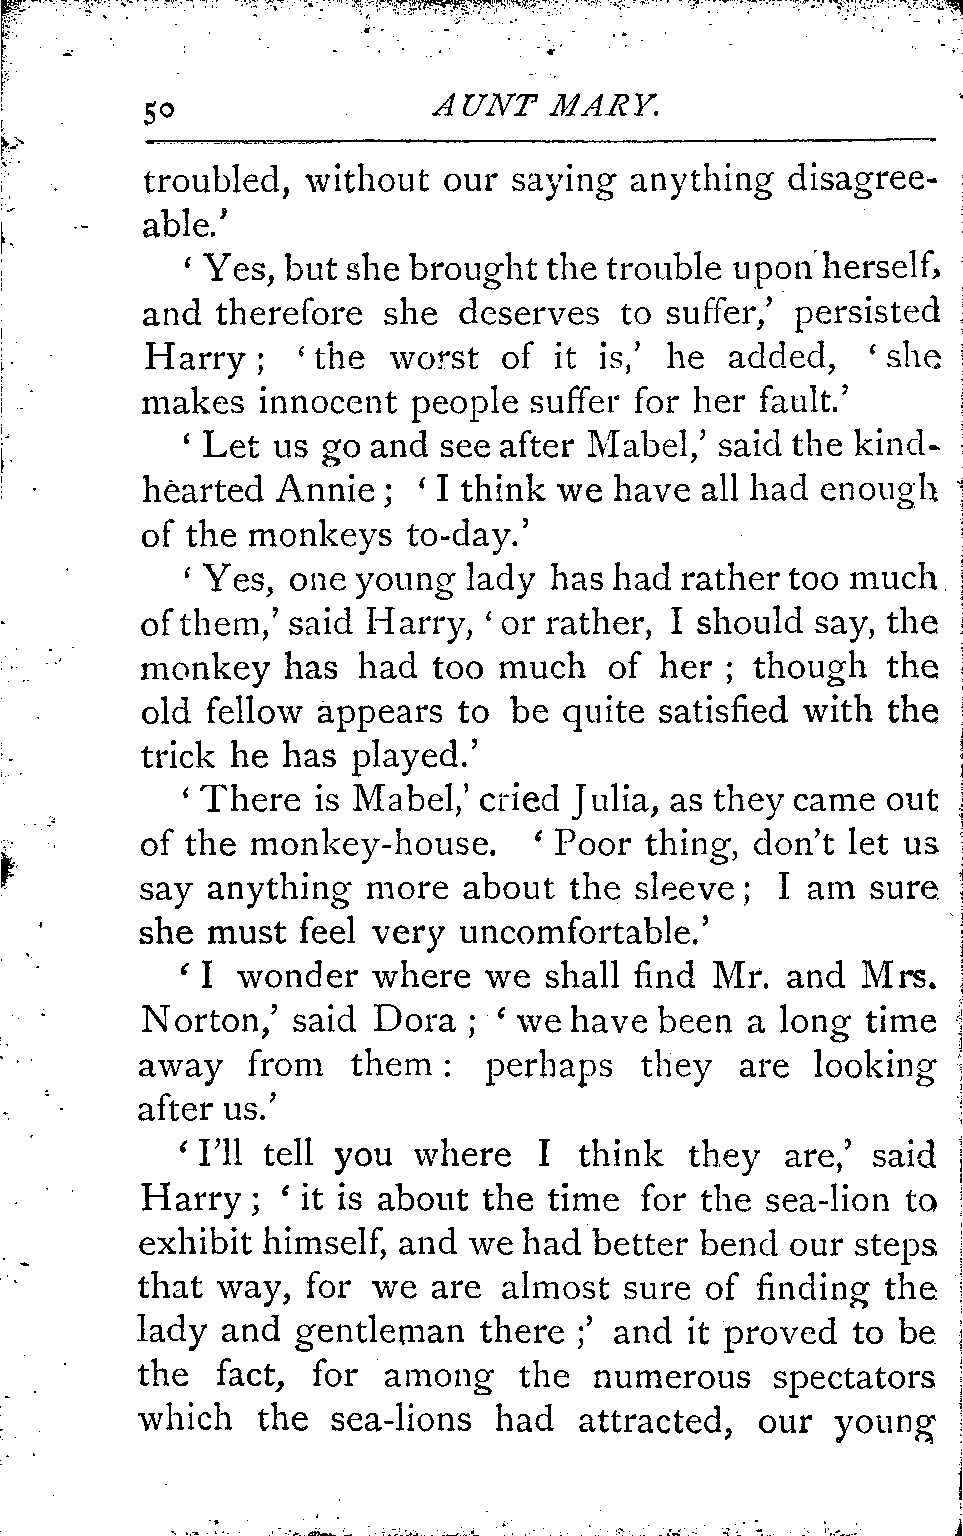 50 AUNT MARY.
troubled, without our saying anything disagree-
able.'
‘ Yes, but she brought the trouble upon herself,
and therefore she deserves to suffer,’ persisted
Harry ; ‘ the worst of it is,’ he added, ‘ she
makes innocent people suffer for her fault.’
‘ Let us go and see after Mabel,’ said the kind-
hearted Annie ; ‘ I think we have all had enough
of the monkeys to-day.’
‘ Yes, one young lady has had rather too much
of them,’ said Harry, ‘ or rather, I should say, the
monkey has had too much of her ; though the
old fellow appears to be quite satisfied with the
trick he has played.’
‘ There is Mabel,’ cried Julia, as they came out
of the monkey-house. ‘ Poor thing, don’t let us
say anything more about the sleeve ; I am sure
she must feel very uncomfortable.’
‘ I wonder where we shall find Mr. and Mrs.
Norton,’ said Dora ; ‘ we have been a long time
away from them : perhaps they are looking
after us.’
‘ I’ll tell you where I think they are,’ said
Harry ; ‘ it is about the time for the sea-lion to
exhibit himself, and we had better bend our steps
that way, for we are almost sure of finding the
lady and gentleman there ;’ and it proved to be
the fact, for among the numerous spectators
which the sea-lions had attracted, our young